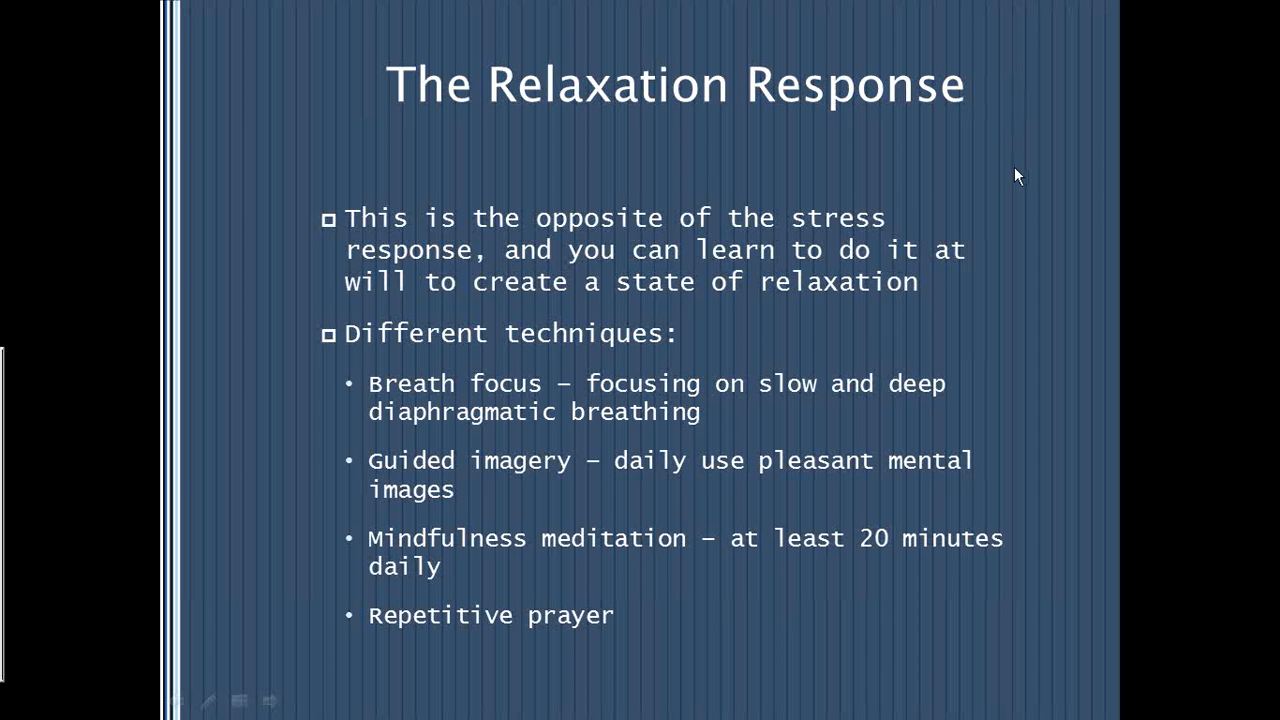 The Relaxation Response
This is the opposite of the stress
response, and you can learn to do it at
will to create a state of relaxation
Different techniques:
• Breath focus – focusing on slow and deep
diaphragmatic breathing
• Guided imagery – daily use pleasant mental
images
• Mindfulness meditation – at least 20 minutes
daily
• Repetitive prayer